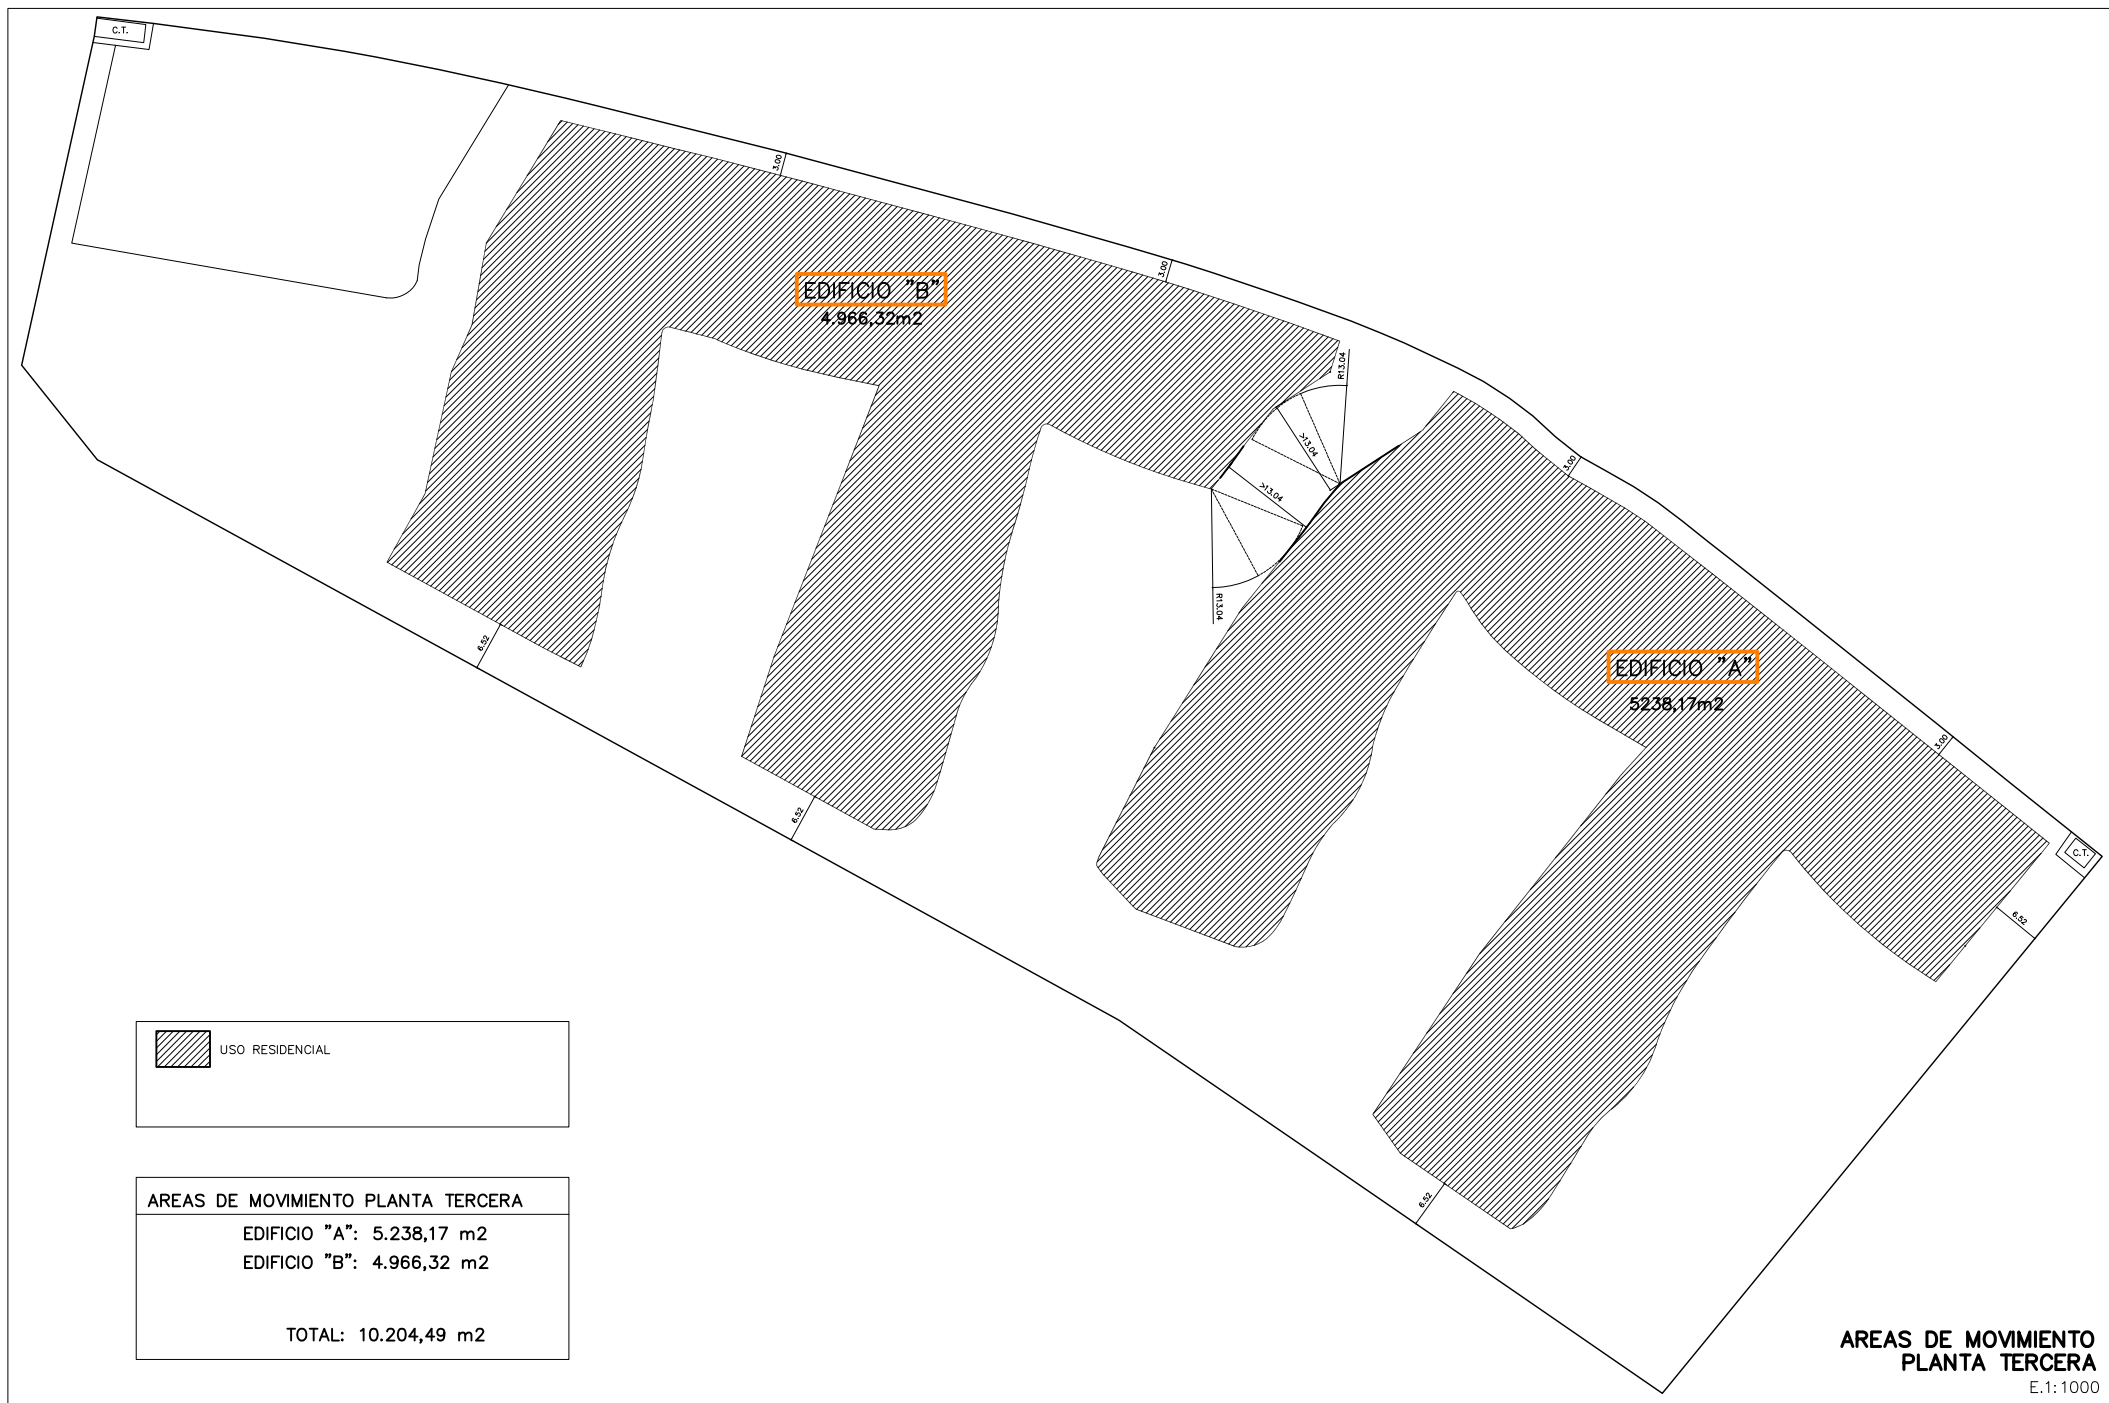 C.T.
3.00
3.00
EDIFICIO "B"
4.966,32m2
R13.04
>13.04
>13.04
R13.04
3.00
6.52
EDIFICIO "A"
5238,17m2
3.00
6.52
C.T.
6.52
6.52
USO RESIDENCIAL
AREAS DE MOVIMIENTO PLANTA TERCERA
EDIFICIO "A": 5.238,17 m2
EDIFICIO "B": 4.966,32 m2
TOTAL: 10.204,49 m2
AREAS DE MOVIMIENTO
PLANTA TERCERA
E.1:1000